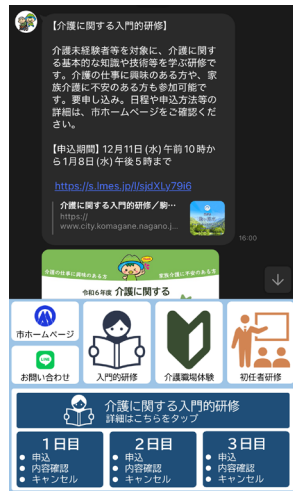 【介護に関する入門的研修】
介護未経験者等を対象に、介護に関す
る基本的な知識や技術等を学ぶ研修で
す。介護の仕事に興味のある方や、家
族介護に不安のある方も参加可能で
す。要申し込み。日程や申込方法等の
詳細は、市ホームページをご確認くだ
さい。
【申込期間】12月11日(水)午前10時か
ら1月8日(水)午後5時まで
https://s.lmes.jp/l/sjdXLy79i6
介護に関する入門的研修／駒…
https://
www.city.komagane.nagano.j…
16:00
介護の仕事に興味のある方
家族介護に不安のある方
令和6年度 介護に関する
市ホームページ
LINE
お問い合わせ
入門的研修
介護職場体験
初任者研修
介護に関する入門的研修
詳細はこちらをタップ
1日目
● 申込
● 内容確認
● キャンセル
2日目
● 申込
● 内容確認
● キャンセル
3日目
● 申込
● 内容確認
● キャンセル